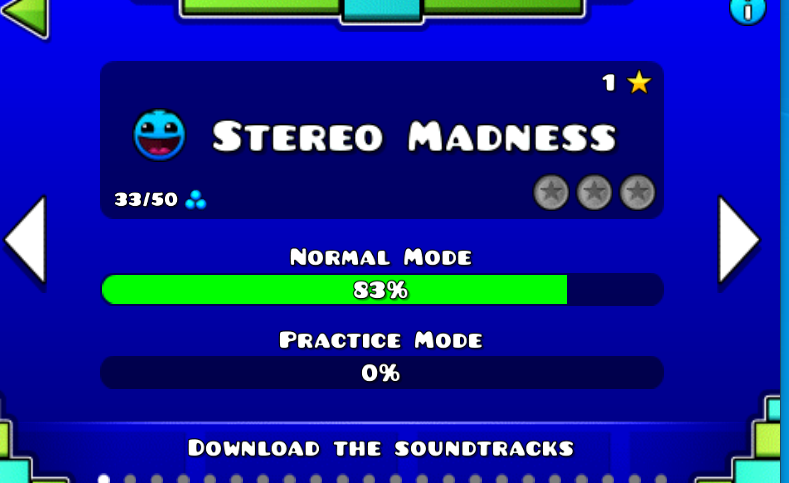 1
Stereo Madness
33/50
Normal Mode
83%
Practice Mode
0%
Download the soundtracks